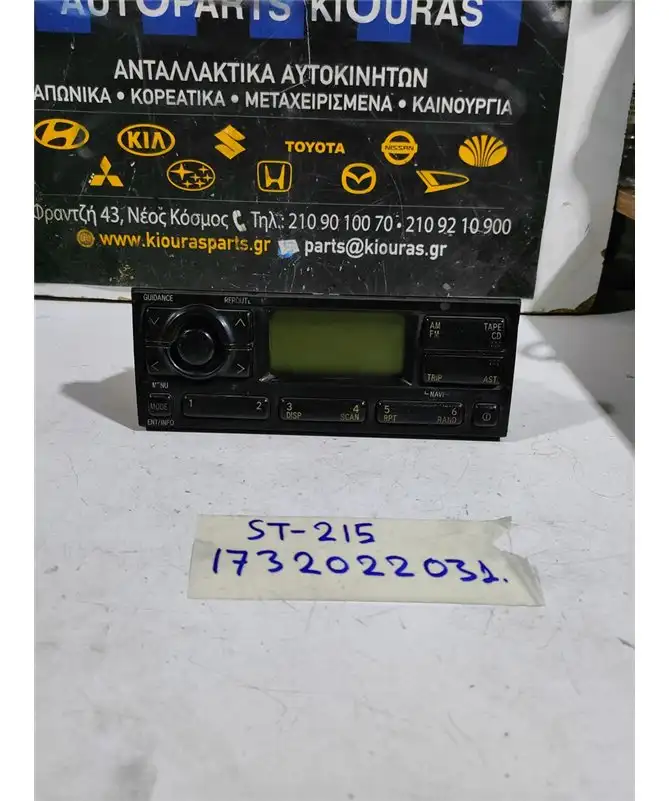 AUTOPARTS KIOURAS
ΑΝΤΑΛΛΑΚΤΙΚΑ ΑΥΤΟΚΙΝΗΤΩΝ
ΑΠΩΝΙΚΑ • ΚΟΡΕΑΤΙΚΑ • ΜΕΤΑΧΕΙΡΙΣΜΕΝΑ • ΚΑΙΝΟΥΡΓΙΑ
KIA
TOYOTA
NISSAN
Φραντζή 43, Νέος Κόσμος Τηλ.: 210 90 100 70 • 210 92 10 900
www.kiourasparts.gr parts@kiouras.gr
GUIDANCE REROUTE
AM TAPE
FM CD
TRIP AST
MENU NAVI
MODE 1 2 3 4 5 6
DISP SCAN RPT RAND
ENT/INFO
ST-215
1732022031.